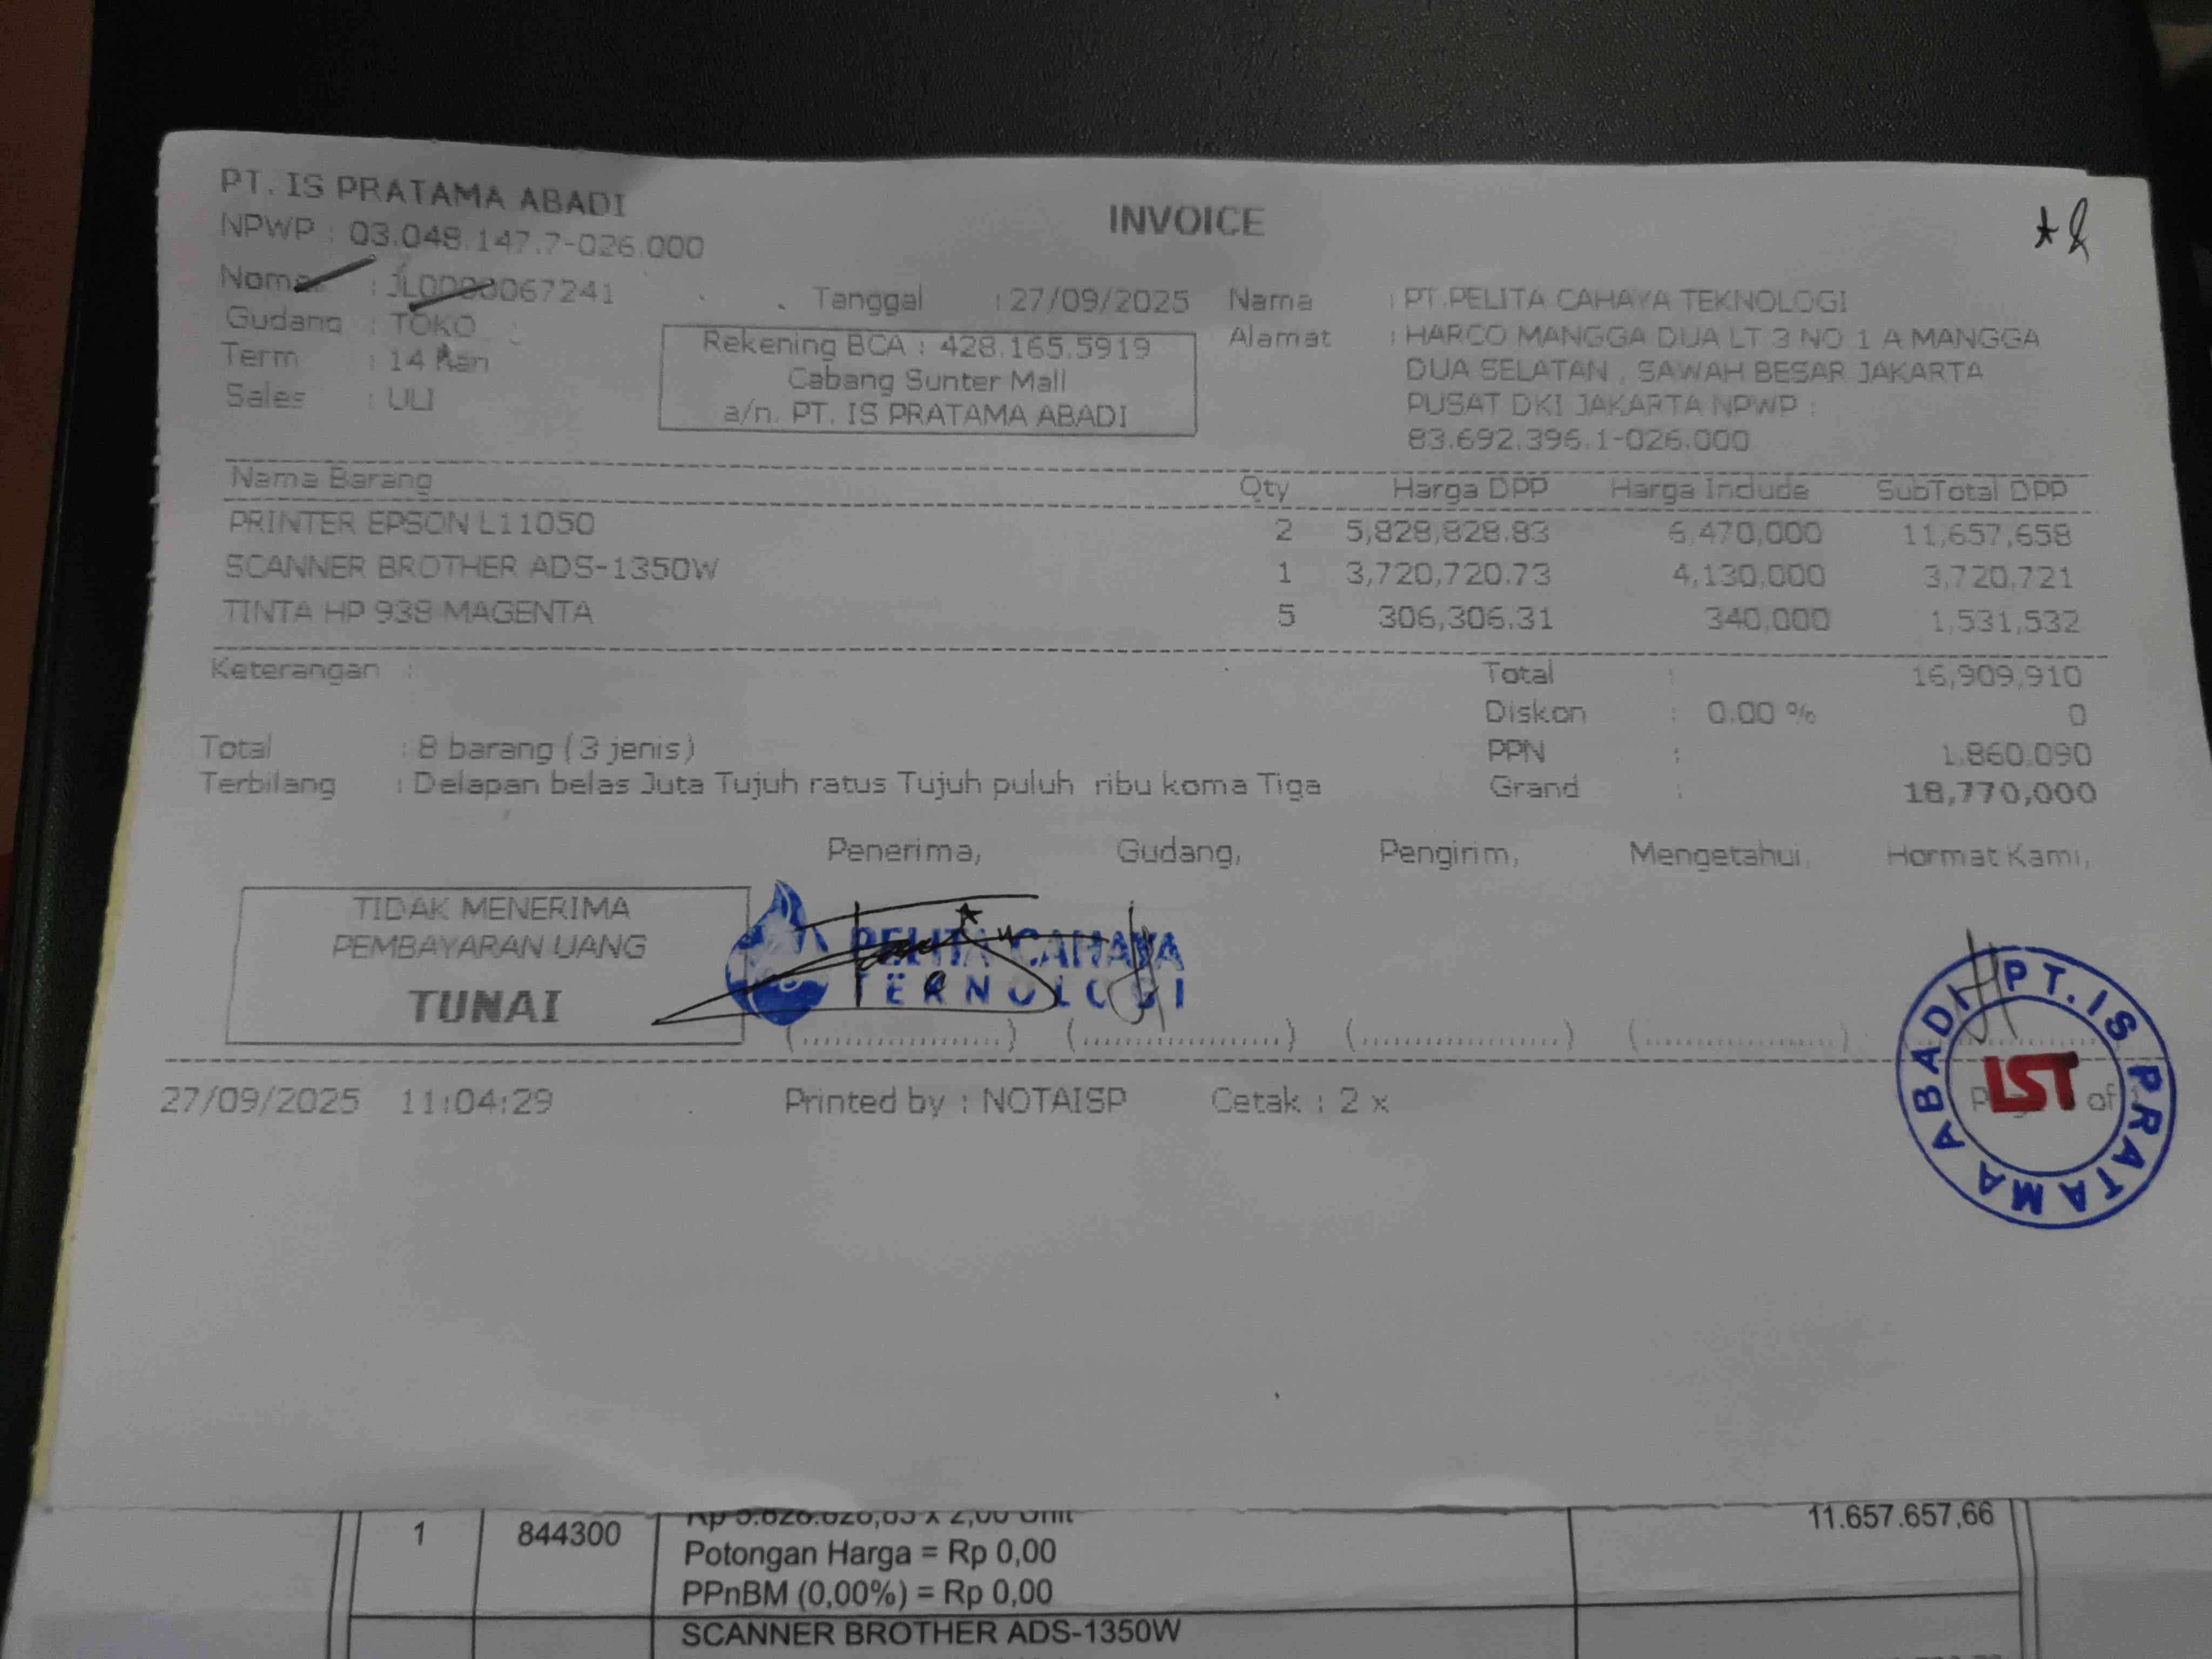 PT. IS PRATAMA ABADI
NPWP : 03.048.147.7-026.000
INVOICE
: JL0000067241
Gudang : TOKO
Term : 14
Sales : ULI
Tanggal : 27/09/2025
Rekening BCA : 428.165.5919
Cabang Sunter Mall
a/n. PT. IS PRATAMA ABADI
Nama : PT.PELITA CAHAYA TEKNOLOGI
Alamat : HARCO MANGGA DUA LT 3 NO 1 A MANGGA
DUA SELATAN , SAWAH BESAR JAKARTA
PUSAT DKI JAKARTA NPWP :
83.692.396.1-026.000
Nama Barang Qty Harga DPP Harga Include SubTotal DPP
PRINTER EPSON L11050 2 5,828,828.83 6,470,000 11,657,658
SCANNER BROTHER ADS-1350W 1 3,720,720.73 4,130,000 3,720,721
TINTA HP 938 MAGENTA 5 306,306.31 340,000 1,531,532
Keterangan :
Total : 16,909,910
Diskon : 0.00 % 0
PPN : 1,860,090
Grand : 18,770,000
Total : 8 barang (3 jenis)
Terbilang : Delapan belas Juta Tujuh ratus Tujuh puluh ribu koma Tiga
Penerima, Gudang, Pengirim, Mengetahui, Hormat Kami,
TIDAK MENERIMA
PEMBAYARAN UANG
TUNAI
PELITA CAHAYA
TEKNOLOGI
(....................) (....................) (....................) (....................)
PT. IS PRATAMA ABADI
IST
27/09/2025 11:04:29 Printed by : NOTAISP Cetak : 2 x of
1 844300 11.657.657,66
Potongan Harga = Rp 0,00
PPnBM (0,00%) = Rp 0,00
SCANNER BROTHER ADS-1350W